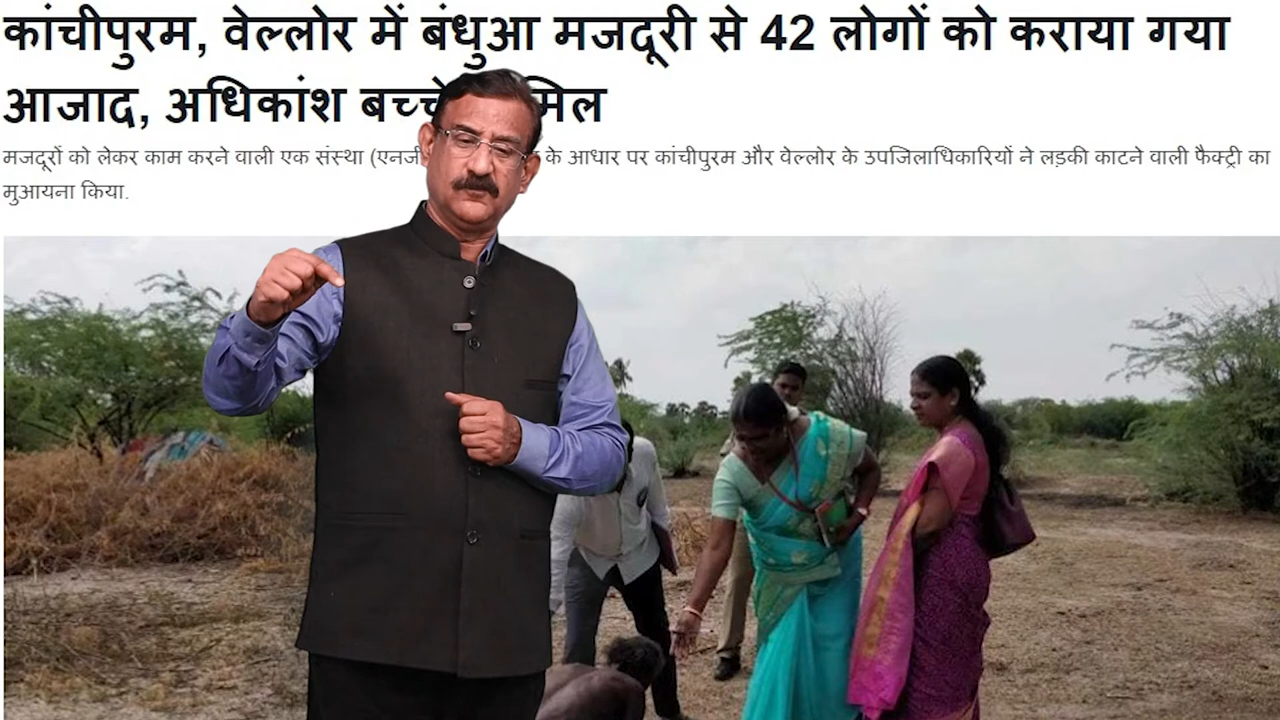 कांचीपुरम, वेल्लोर में बंधुआ मजदूरी से 42 लोगों को कराया गया
आजाद, अधिकांश बच्चे
मजदूरों को लेकर काम करने वाली एक संस्था के आधार पर कांचीपुरम और वेल्लोर के उपजिलाधिकारियों ने लड़की काटने वाली फैक्ट्री का
मुआयना किया.